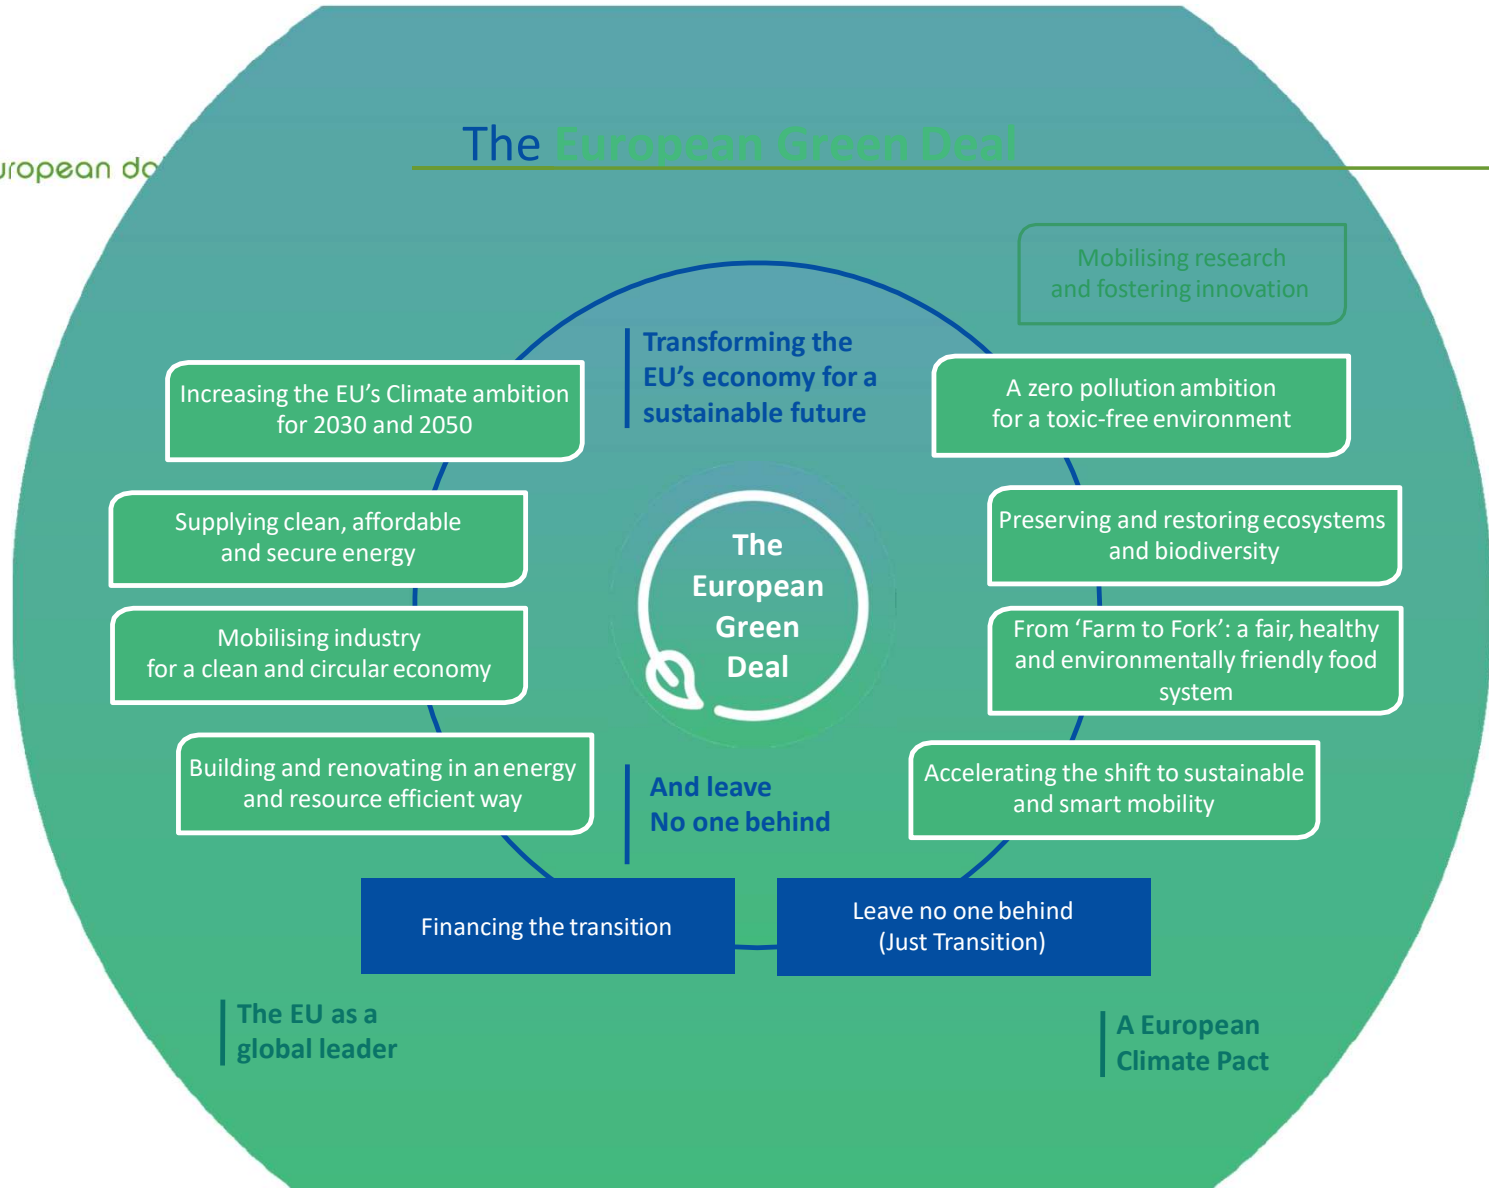 The European Green Deal
Mobilising research
and fostering innovation
Transforming the
EU's economy for a
sustainable future
Increasing the EU's Climate ambition
for 2030 and 2050
A zero pollution ambition
for a toxic-free environment
Supplying clean, affordable
and secure energy
Preserving and restoring ecosystems
and biodiversity
The
European
Green
Deal
Mobilising industry
for a clean and circular economy
From ‘Farm to Fork’: a fair, healthy
and environmentally friendly food
system
Building and renovating in an energy
and resource efficient way
Accelerating the shift to sustainable
and smart mobility
And leave
No one behind
Financing the transition
Leave no one behind
(Just Transition)
The EU as a
global leader
A European
Climate Pact